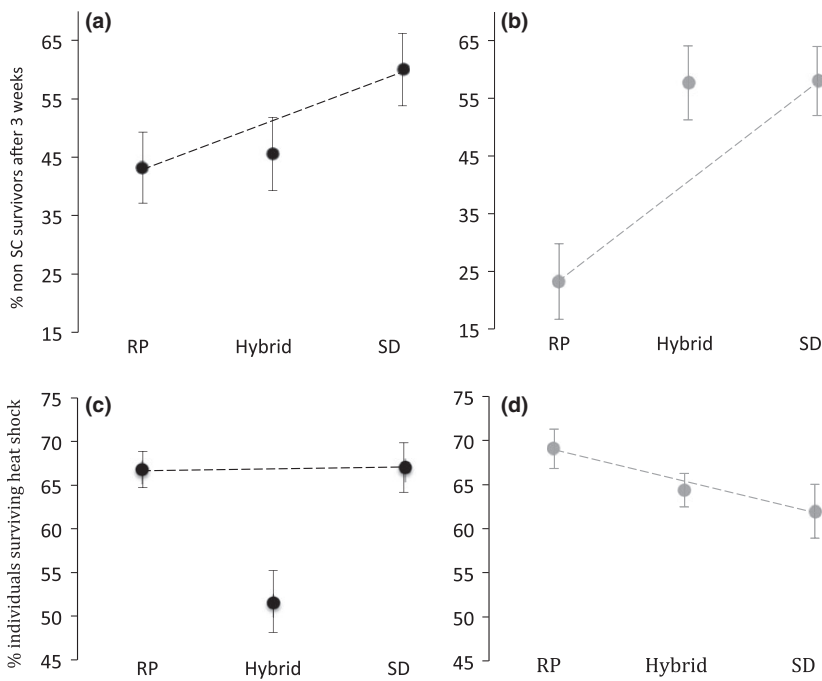 (a)
% non SC survivors after 3 weeks
65
55
45
35
25
15
RP Hybrid SD
(b)
65
55
45
35
25
15
RP Hybrid SD
(c)
% individuals surviving heat shock
75
70
65
60
55
50
45
RP Hybrid SD
(d)
75
70
65
60
55
50
45
RP Hybrid SD